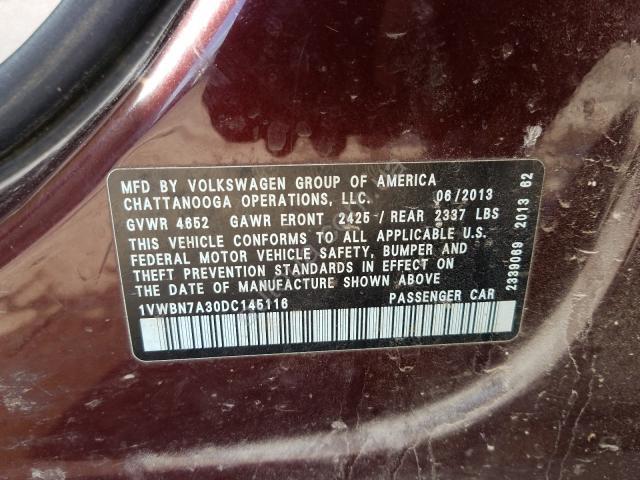 MFD BY VOLKSWAGEN GROUP OF AMERICA
CHATTANOOGA OPERATIONS, LLC. 06/2013
GVWR 4652 GAWR FRONT 2425/REAR 2337 LBS
THIS VEHICLE CONFORMS TO ALL APPLICABLE U.S.
FEDERAL MOTOR VEHICLE SAFETY, BUMPER AND
THEFT PREVENTION STANDARDS IN EFFECT ON
THE DATE OF MANUFACTURE SHOWN ABOVE
1VWBN7A30DC145116 PASSENGER CAR
2339069 2013 62